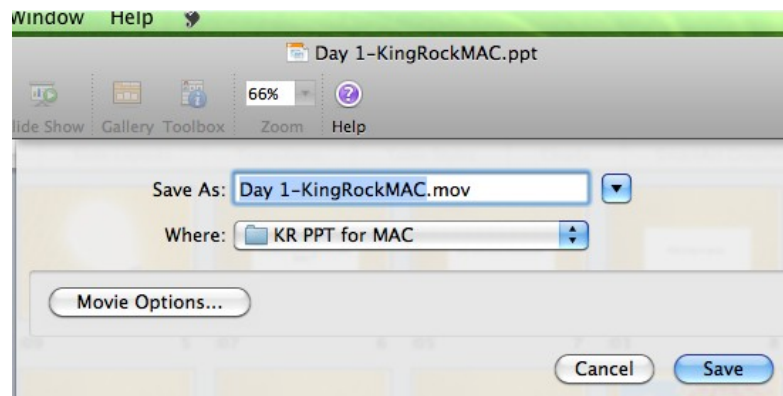 Window Help
Day 1-KingRockMAC.ppt
66%
lide Show Gallery Toolbox Zoom Help
Save As: Day 1-KingRockMAC.mov
Where: KR PPT for MAC
Movie Options...
Cancel Save